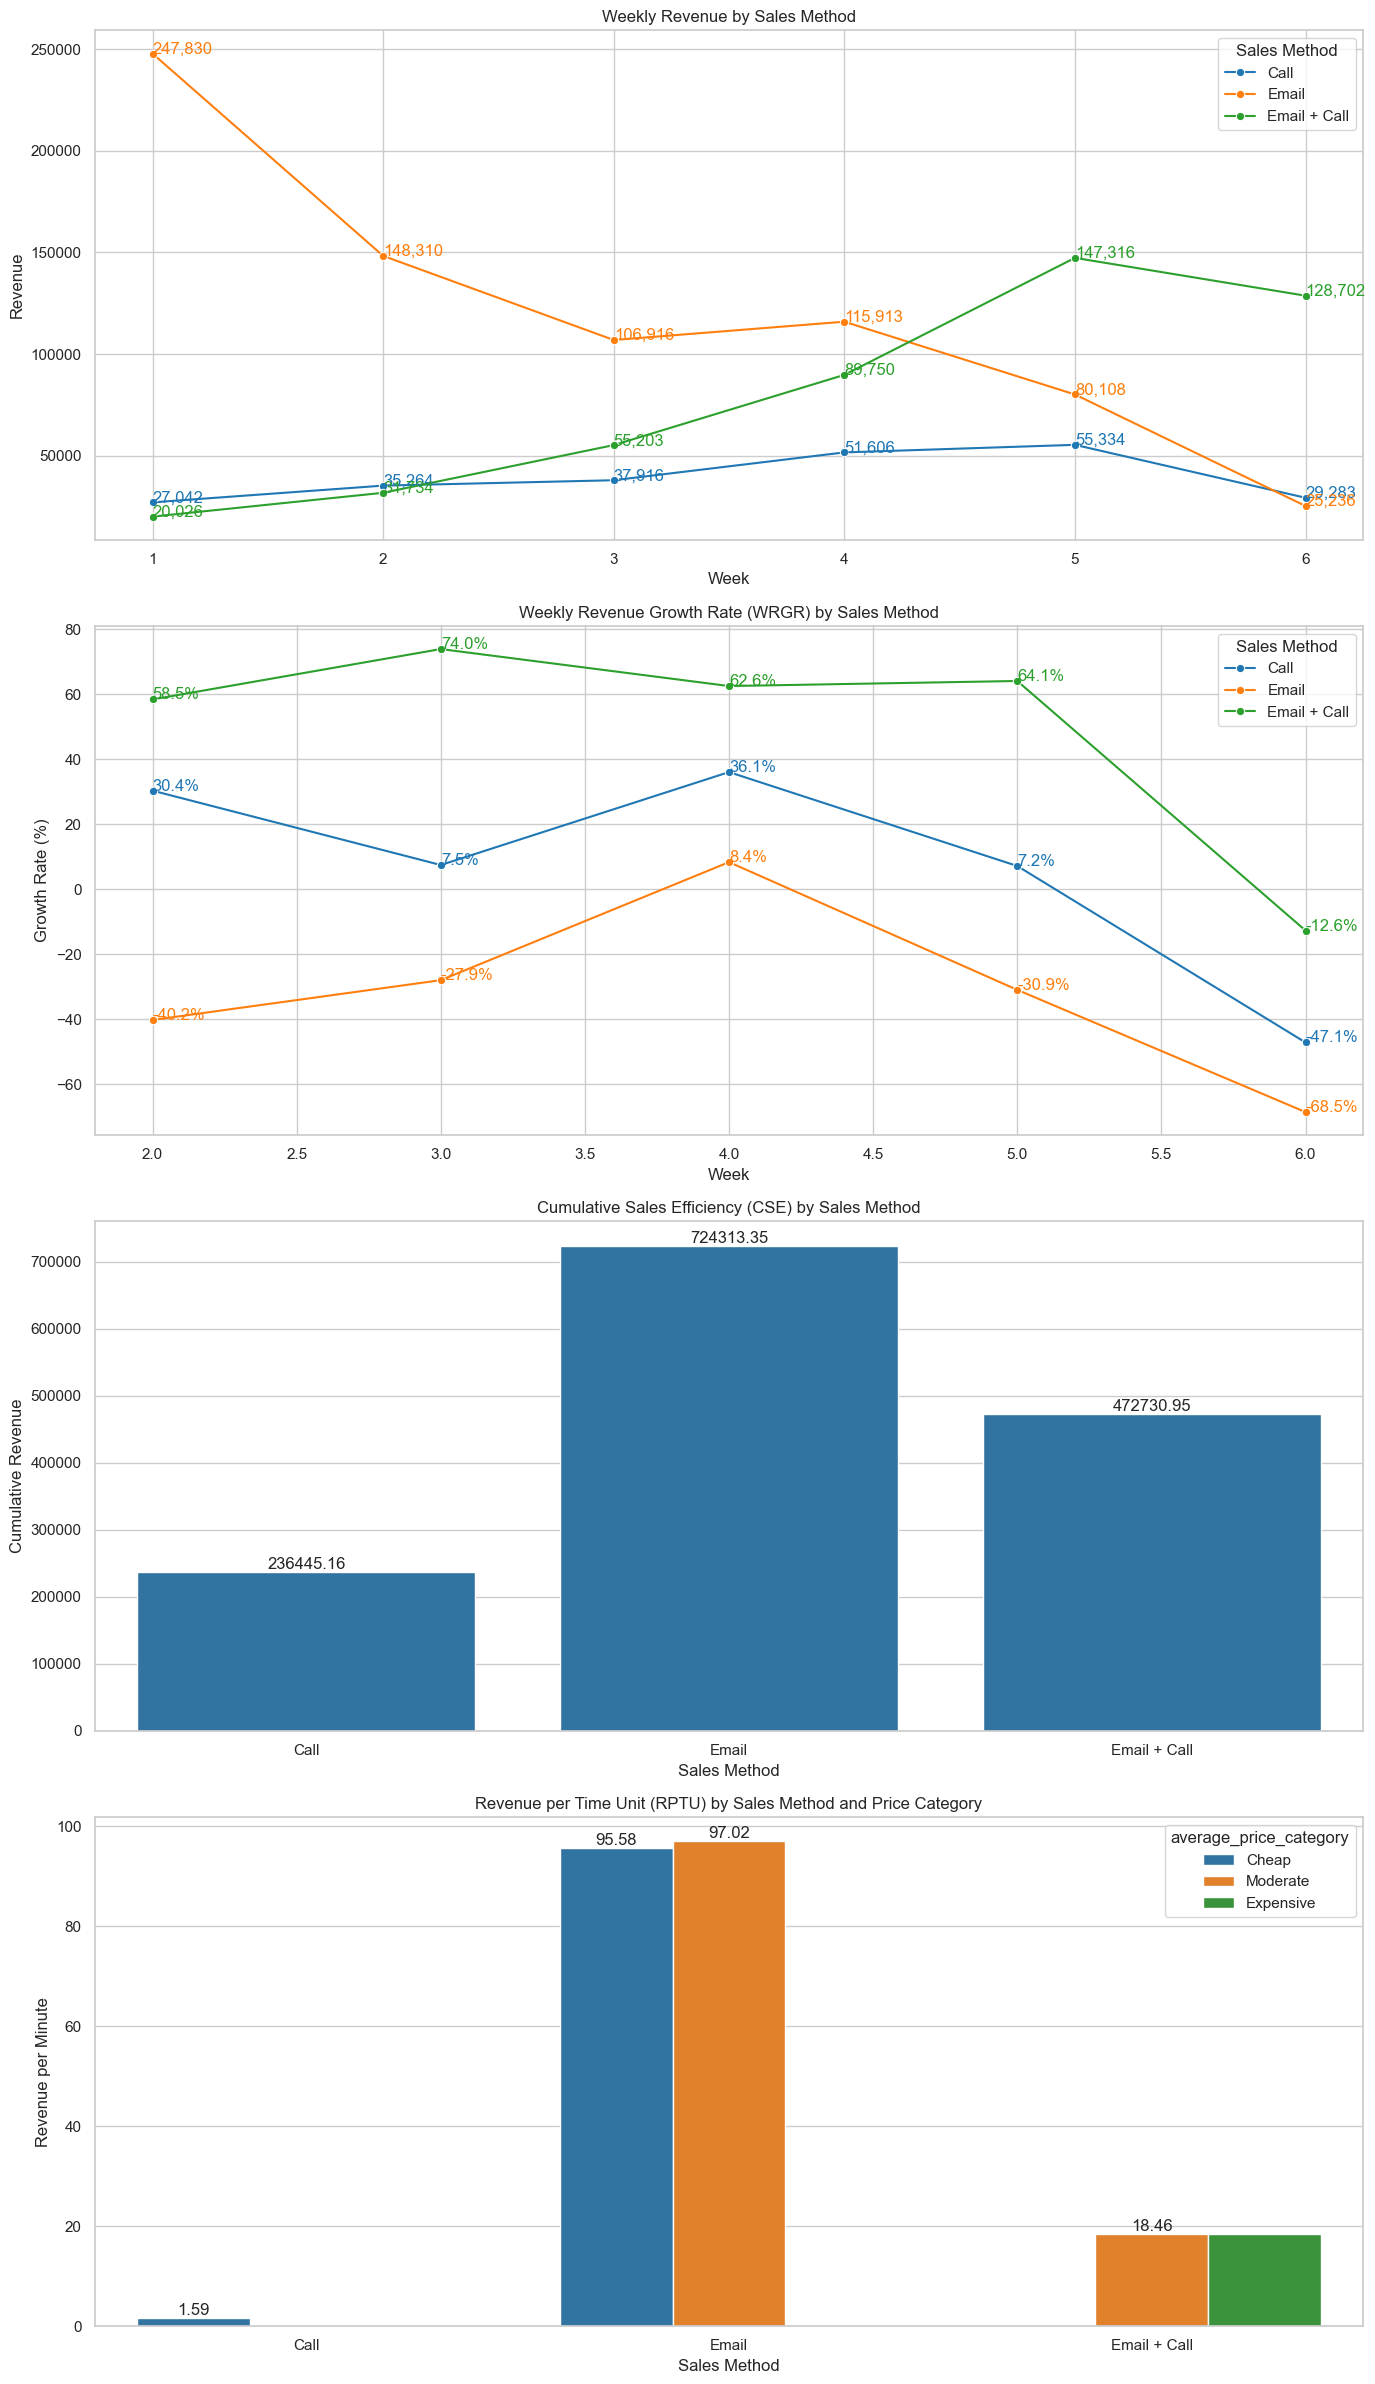 Weekly Revenue by Sales Method
250000
200000
150000
100000
50000
Revenue
247,830
148,310
106,916
115,913
80,108
25,236
20,026
31,734
55,203
89,750
147,316
128,702
27,042
35,264
37,916
51,606
55,334
29,283
Sales Method
Call
Email
Email + Call
1 2 3 4 5 6
Week
Weekly Revenue Growth Rate (WRGR) by Sales Method
80
60
40
20
0
−20
−40
−60
Growth Rate (%)
58.5%
74.0%
62.6%
64.1%
-12.6%
30.4%
7.5%
36.1%
7.2%
-47.1%
-40.2%
-27.9%
8.4%
-30.9%
-68.5%
Sales Method
Call
Email
Email + Call
2.0 2.5 3.0 3.5 4.0 4.5 5.0 5.5 6.0
Week
Cumulative Sales Efficiency (CSE) by Sales Method
700000
600000
500000
400000
300000
200000
100000
0
Cumulative Revenue
236445.16
724313.35
472730.95
Call Email Email + Call
Sales Method
Revenue per Time Unit (RPTU) by Sales Method and Price Category
100
80
60
40
20
0
Revenue per Minute
1.59
95.58
97.02
18.46
average_price_category
Cheap
Moderate
Expensive
Call Email Email + Call
Sales Method